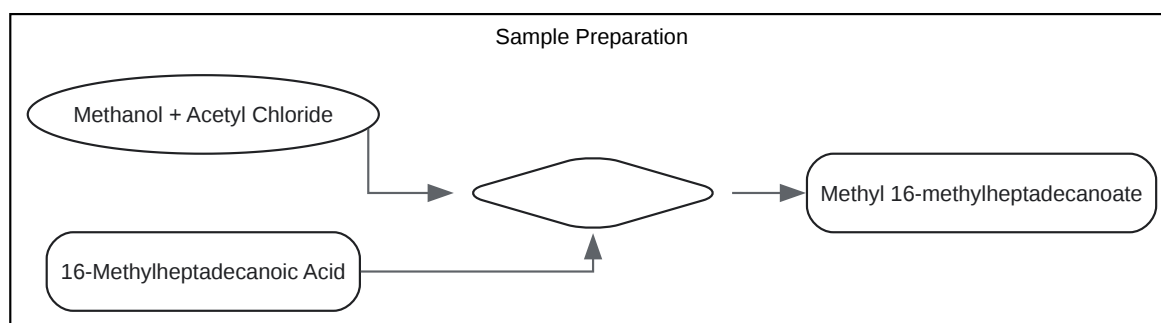 Sample Preparation
Methanol + Acetyl Chloride
Methyl 16-methylheptadecanoate
16-Methylheptadecanoic Acid